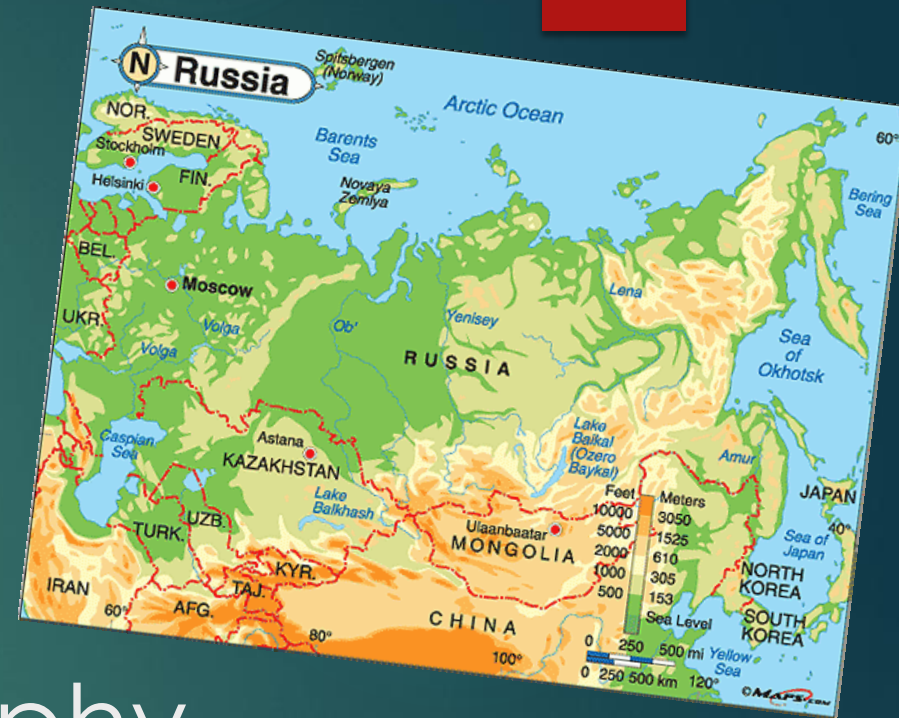 N Russia
Spitsbergen
(Norway)
Arctic Ocean
60°
NOR.
SWEDEN
Stockholm
Helsinki
FIN.
Barents
Sea
Novaya
Zemlya
Bering
Sea
BEL.
Moscow
UKR.
Volga
Volga
Ob'
Yenisey
Lena
RUSSIA
Sea
of
Okhotsk
Caspian
Sea
Astana
KAZAKHSTAN
Lake
Balkhash
Lake
Baikal
(Ozero
Baykal)
Amur
JAPAN
40°
Sea of
Japan
TURK.
UZB.
KYR.
TAJ.
IRAN
60°
AFG.
80°
Ulaanbaatar
MONGOLIA
CHINA
100°
Feet Meters
10000 3050
5000 1525
2000 610
1000 305
500 153
Sea Level
NORTH
KOREA
SOUTH
KOREA
0 250 500 mi
0 250 500 km
120°
Yellow
Sea
©MAPS.COM
phy